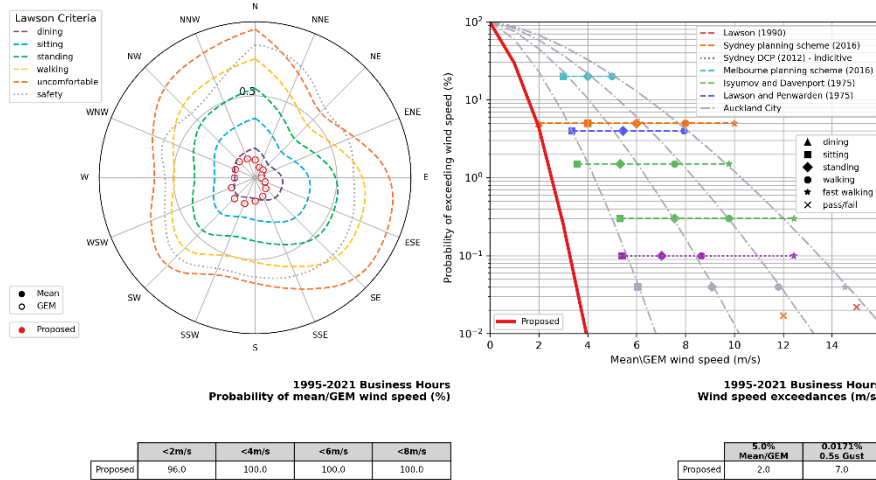 Lawson Criteria
dining
sitting
standing
walking
uncomfortable
safety
N
NNE
NE
ENE
E
ESE
SE
SSE
S
SSW
SW
WSW
W
WNW
NW
NNW
0.5
Mean
GEM
Proposed
1995-2021 Business Hours
Probability of mean/GEM wind speed (%)
<2m/s <4m/s <6m/s <8m/s
Proposed 96.0 100.0 100.0 100.0
Probability of exceeding wind speed (%)
10²
10¹
10⁰
10⁻¹
10⁻²
0 2 4 6 8 10 12 14
Mean\GEM wind speed (m/s)
Lawson (1990)
Sydney planning scheme (2016)
Sydney DCP (2012) - Indicitive
Melbourne planning scheme (2016)
Isyumov and Davenport (1975)
Lawson and Penwarden (1975)
Auckland City
dining
sitting
standing
walking
fast walking
pass/fail
Proposed
1995-2021 Business Hours
Wind speed exceedances (m/s
5.0% 0.0171%
Mean/GEM 0.5s Gust
Proposed 2.0 7.0